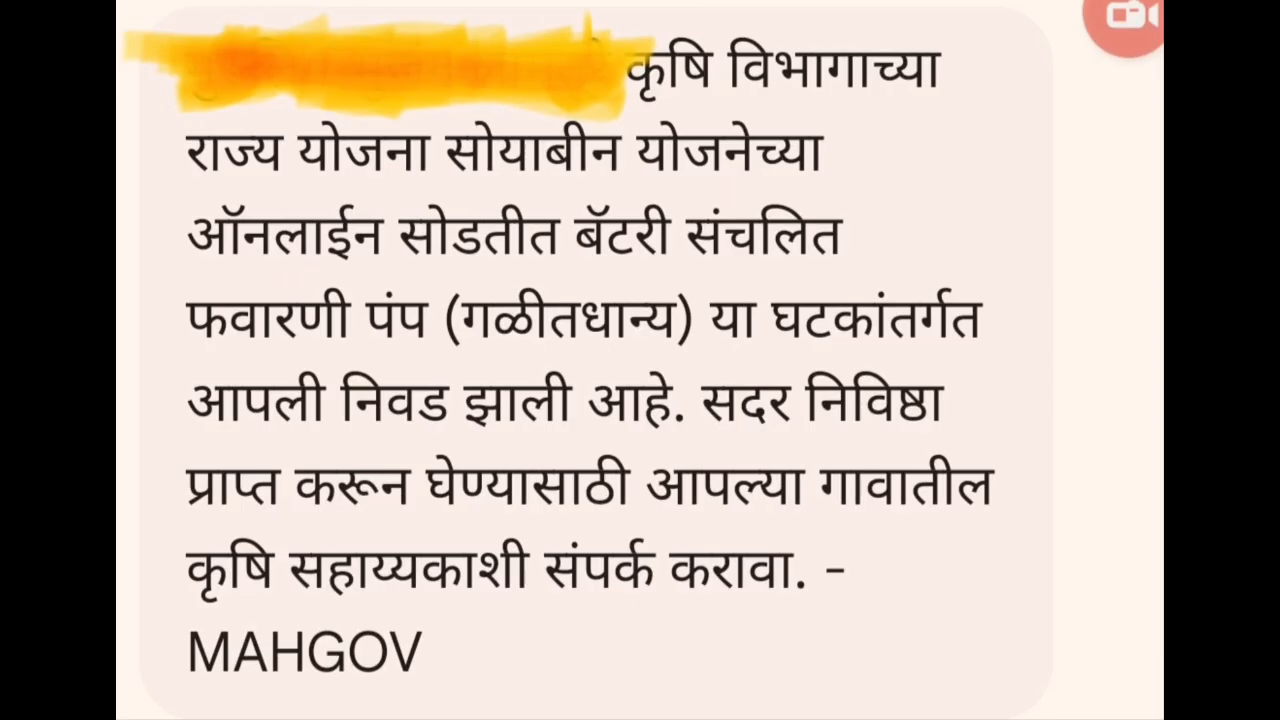 कृषि विभागाच्या
राज्य योजना सोयाबीन योजनेच्या
ऑनलाईन सोडतीत बॅटरी संचलित
फवारणी पंप (गळीतधान्य) या घटकांतर्गत
आपली निवड झाली आहे. सदर निविष्ठा
प्राप्त करून घेण्यासाठी आपल्या गावातील
कृषि सहाय्यकाशी संपर्क करावा. -
MAHGOV